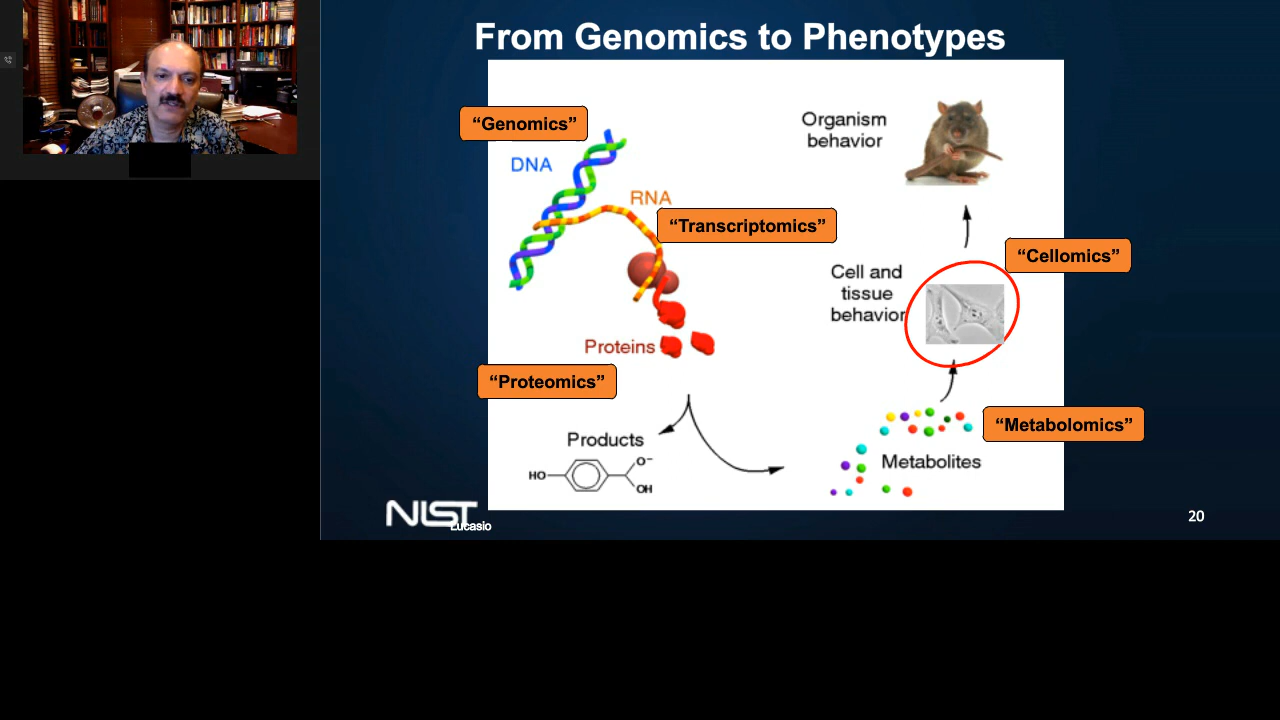 From Genomics to Phenotypes
“Genomics”
DNA
RNA
“Transcriptomics”
Proteins
“Proteomics”
Products
HO
O⁻
OH
Organism
behavior
“Cellomics”
Cell and
tissue
behavior
“Metabolomics”
Metabolites
NIST
Lucasio
20